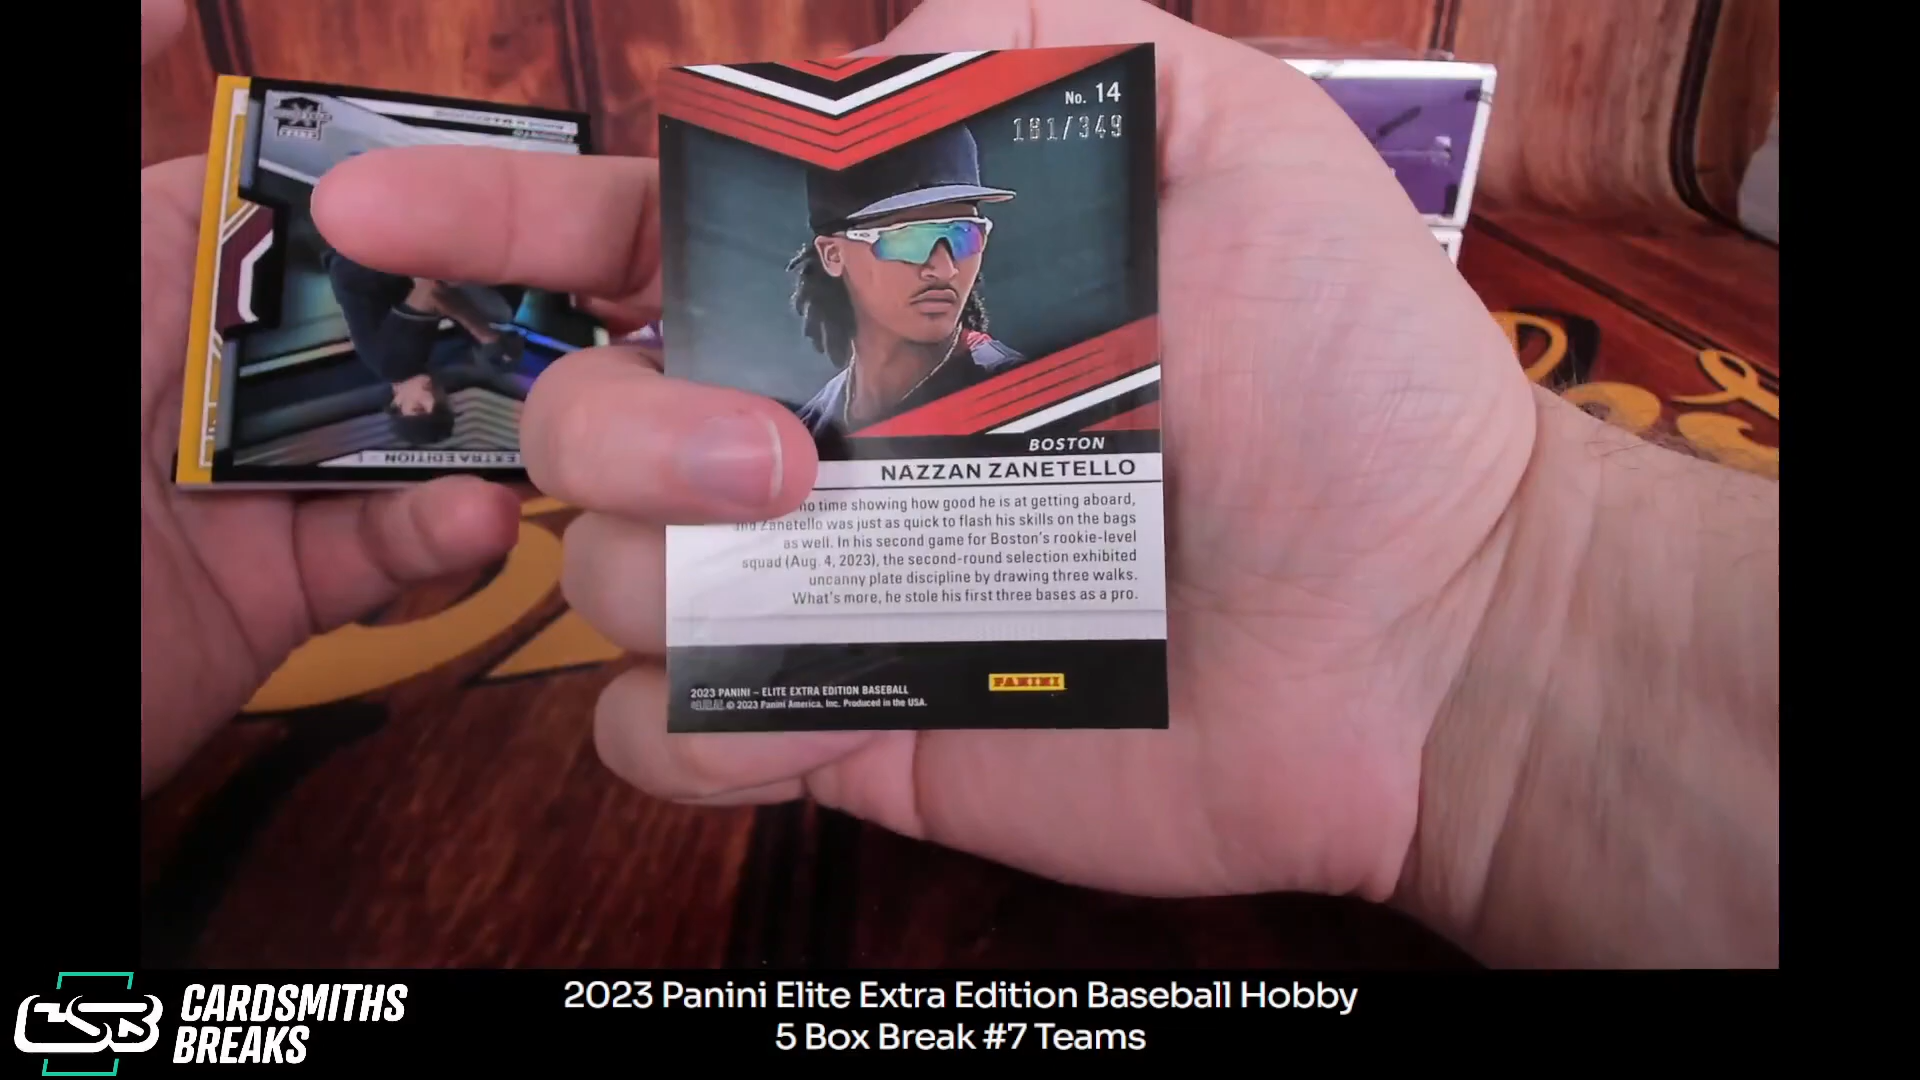 No. 14
181/349
BOSTON
NAZZAN ZANETELLO
no time showing how good he is at getting aboard,
and Zanetello was just as quick to flash his skills on the bags
as well. In his second game for Boston's rookie-level
squad (Aug. 4, 2023), the second-round selection exhibited
uncanny plate discipline by drawing three walks.
What's more, he stole his first three bases as a pro.
2023 PANINI – ELITE EXTRA EDITION BASEBALL
© 2023 Panini America, Inc. Produced in the USA.
PANINI
EXTRA EDITION
CSB
CARDSMITHS
BREAKS
2023 Panini Elite Extra Edition Baseball Hobby
5 Box Break #7 Teams